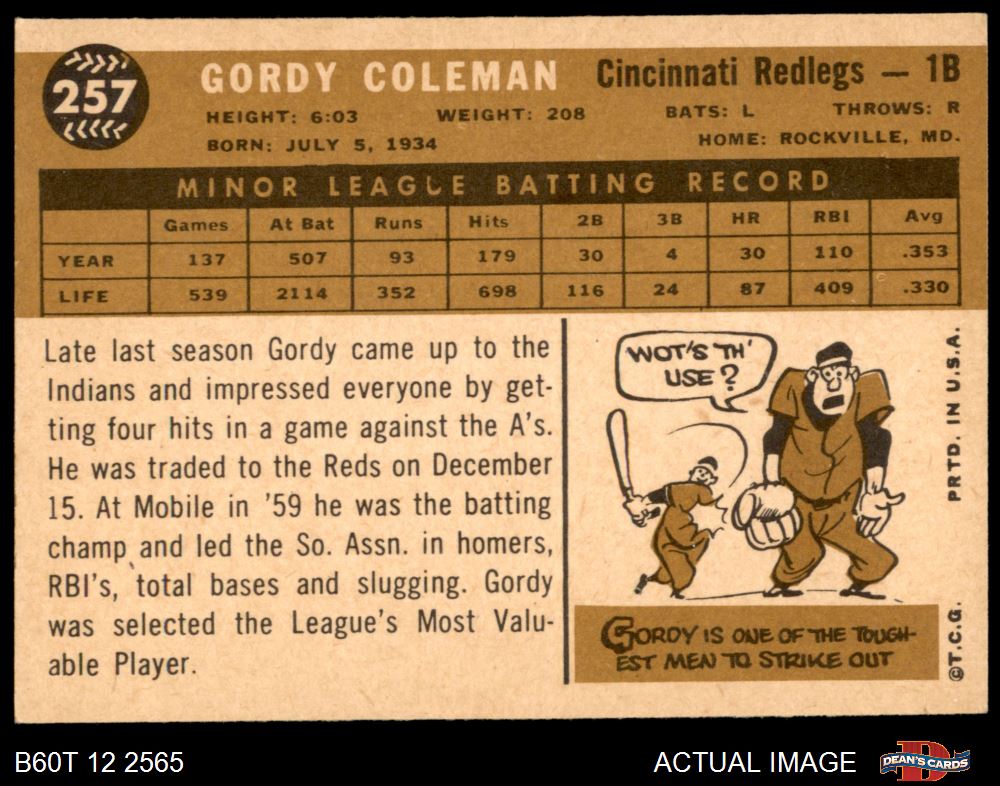 257
GORDY COLEMAN Cincinnati Redlegs — 1B
HEIGHT: 6:03 WEIGHT: 208 BATS: L THROWS: R
BORN: JULY 5, 1934 HOME: ROCKVILLE, MD.
MINOR LEAGUE BATTING RECORD
Games At Bat Runs Hits 2B 3B HR RBI Avg
YEAR 137 507 93 179 30 4 30 110 .353
LIFE 539 2114 352 698 116 24 87 409 .330
Late last season Gordy came up to the
Indians and impressed everyone by get-
ting four hits in a game against the A's.
He was traded to the Reds on December
15. At Mobile in '59 he was the batting
champ and led the So. Assn. in homers,
RBI's, total bases and slugging. Gordy
was selected the League's Most Valu-
able Player.
WOT'S TH'
USE?
GORDY IS ONE OF THE TOUGH-
EST MEN TO STRIKE OUT
©T.C.G. PRTD. IN U.S.A.
B60T 12 2565 ACTUAL IMAGE
DEAN'S CARDS